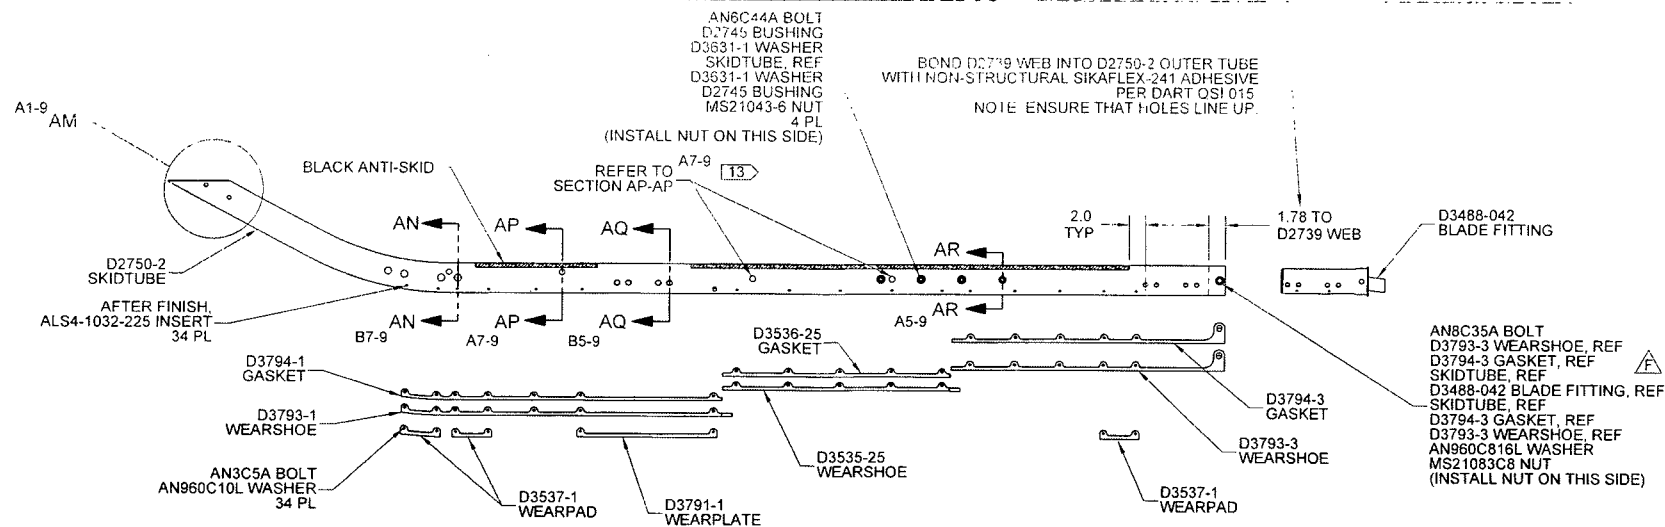 AN6C44A BOLT
D2745 BUSHING
D3631-1 WASHER
SKIDTUBE, REF
D3631-1 WASHER
D2745 BUSHING
MS21043-6 NUT
4 PL
(INSTALL NUT ON THIS SIDE)
BOND D2739 WEB INTO D2750-2 OUTER TUBE
WITH NON-STRUCTURAL SIKAFLEX-241 ADHESIVE
PER DART OSI 015.
NOTE ENSURE THAT HOLES LINE UP.
A1-9
AM
BLACK ANTI-SKID
REFER TO
SECTION AP-AP
A7-9
13
AN
AP
AQ
AR
2.0
TYP
1.78 TO
D2739 WEB
D3488-042
BLADE FITTING
D2750-2
SKIDTUBE
AFTER FINISH,
ALS4-1032-225 INSERT
34 PL
AN
B7-9
AP
A7-9
AQ
B5-9
AR
A5-9
D3536-25
GASKET
D3794-1
GASKET
D3793-1
WEARSHOE
AN3C5A BOLT
AN960C10L WASHER
34 PL
D3537-1
WEARPAD
D3791-1
WEARPLATE
D3535-25
WEARSHOE
D3794-3
GASKET
D3793-3
WEARSHOE
D3537-1
WEARPAD
AN8C35A BOLT
D3793-3 WEARSHOE, REF
D3794-3 GASKET, REF
SKIDTUBE, REF
D3488-042 BLADE FITTING, REF
SKIDTUBE, REF
D3794-3 GASKET, REF
D3793-3 WEARSHOE, REF
AN960C816L WASHER
MS21083C8 NUT
(INSTALL NUT ON THIS SIDE)
F